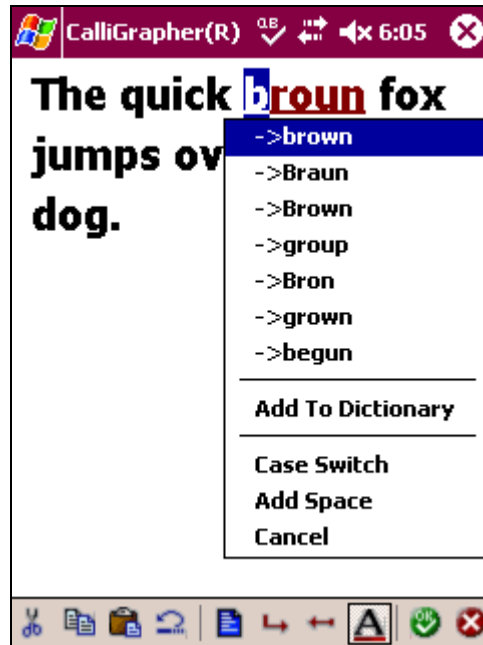 CalliGrapher(R) 6:05
The quick broun fox
jumps ov
dog.
->brown
->Braun
->Brown
->group
->Bron
->grown
->begun
Add To Dictionary
Case Switch
Add Space
Cancel
A OK